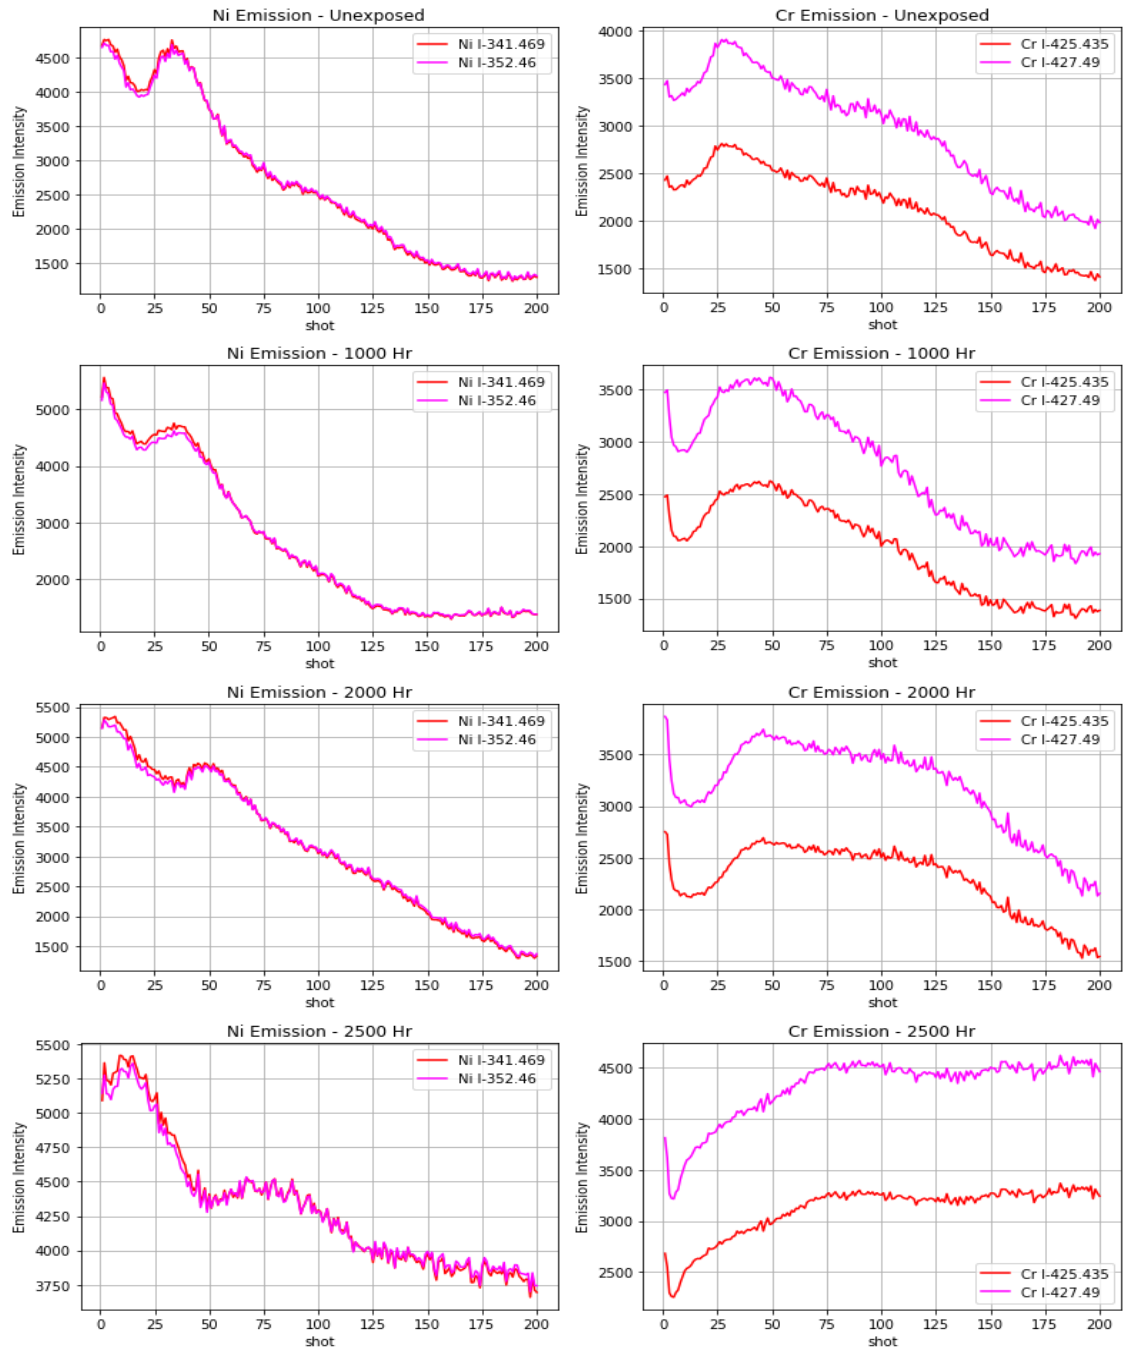 Ni Emission - Unexposed
Emission Intensity
4500
4000
3500
3000
2500
2000
1500
0 25 50 75 100 125 150 175 200
shot
Ni I-341.469
Ni I-352.46
Cr Emission - Unexposed
Emission Intensity
4000
3500
3000
2500
2000
1500
0 25 50 75 100 125 150 175 200
shot
Cr I-425.435
Cr I-427.49
Ni Emission - 1000 Hr
Emission Intensity
5000
4000
3000
2000
0 25 50 75 100 125 150 175 200
shot
Ni I-341.469
Ni I-352.46
Cr Emission - 1000 Hr
Emission Intensity
3500
3000
2500
2000
1500
0 25 50 75 100 125 150 175 200
shot
Cr I-425.435
Cr I-427.49
Ni Emission - 2000 Hr
Emission Intensity
5500
5000
4500
4000
3500
3000
2500
2000
1500
0 25 50 75 100 125 150 175 200
shot
Ni I-341.469
Ni I-352.46
Cr Emission - 2000 Hr
Emission Intensity
3500
3000
2500
2000
1500
0 25 50 75 100 125 150 175 200
shot
Cr I-425.435
Cr I-427.49
Ni Emission - 2500 Hr
Emission Intensity
5500
5250
5000
4750
4500
4250
4000
3750
0 25 50 75 100 125 150 175 200
shot
Ni I-341.469
Ni I-352.46
Cr Emission - 2500 Hr
Emission Intensity
4500
4000
3500
3000
2500
0 25 50 75 100 125 150 175 200
shot
Cr I-425.435
Cr I-427.49